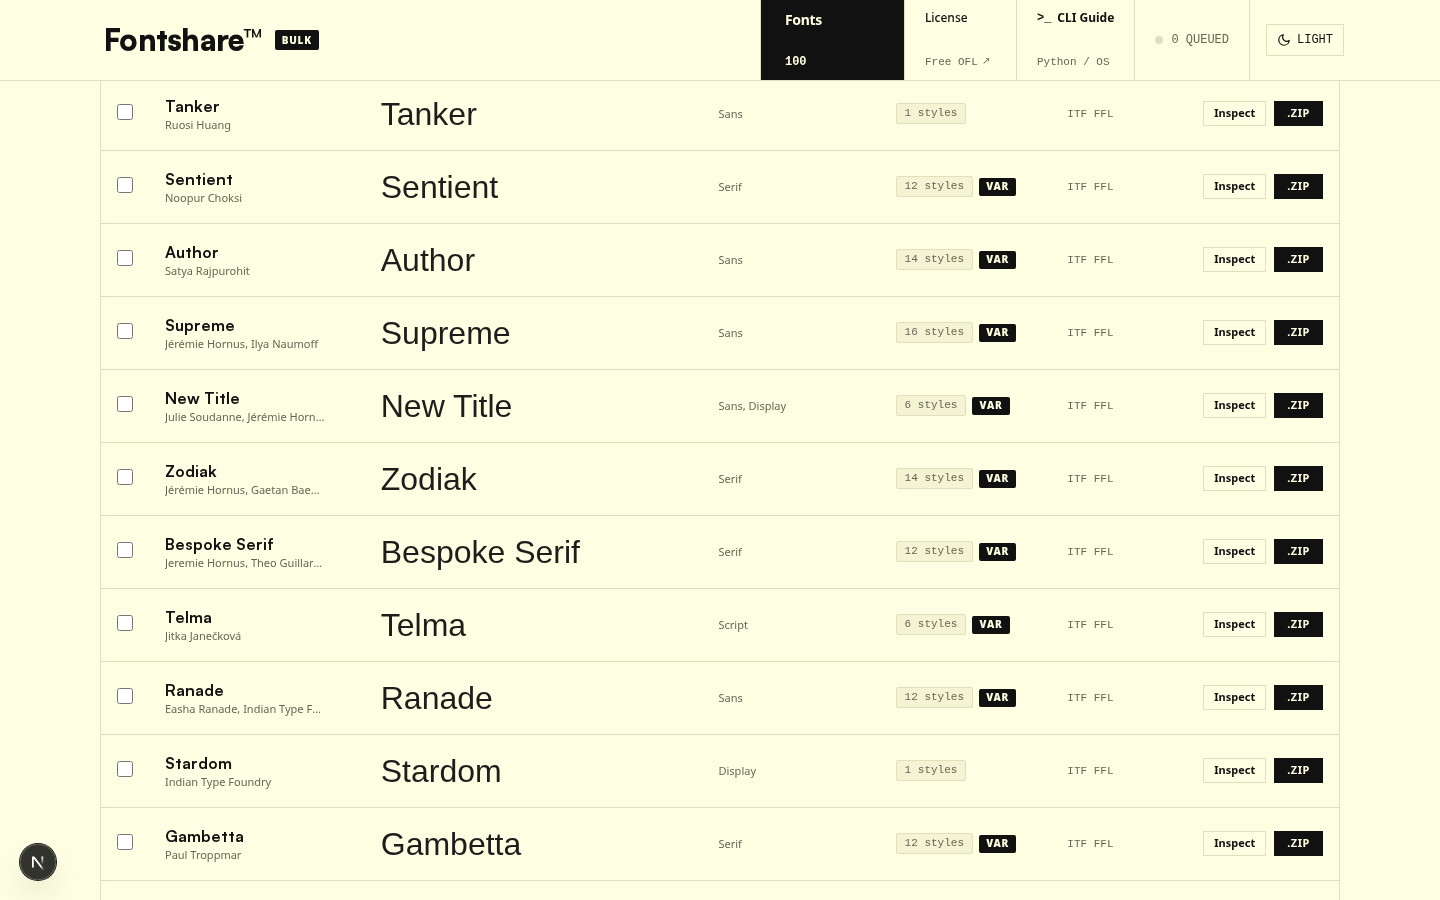 Fontshare™ BULK
Fonts
100
License
Free OFL ↗
>_ CLI Guide
Python / OS
0 QUEUED
LIGHT
Tanker
Ruosi Huang
Tanker
Sans
1 styles
ITF FFL
Inspect
.ZIP
Sentient
Noopur Choksi
Sentient
Serif
12 styles
VAR
ITF FFL
Inspect
.ZIP
Author
Satya Rajpurohit
Author
Sans
14 styles
VAR
ITF FFL
Inspect
.ZIP
Supreme
Jérémie Hornus, Ilya Naumoff
Supreme
Sans
16 styles
VAR
ITF FFL
Inspect
.ZIP
New Title
Julie Soudanne, Jérémie Horn...
New Title
Sans, Display
6 styles
VAR
ITF FFL
Inspect
.ZIP
Zodiak
Jérémie Hornus, Gaetan Bae...
Zodiak
Serif
14 styles
VAR
ITF FFL
Inspect
.ZIP
Bespoke Serif
Jeremie Hornus, Theo Guillar...
Bespoke Serif
Serif
12 styles
VAR
ITF FFL
Inspect
.ZIP
Telma
Jitka Janečková
Telma
Script
6 styles
VAR
ITF FFL
Inspect
.ZIP
Ranade
Easha Ranade, Indian Type F...
Ranade
Sans
12 styles
VAR
ITF FFL
Inspect
.ZIP
Stardom
Indian Type Foundry
Stardom
Display
1 styles
ITF FFL
Inspect
.ZIP
Gambetta
Paul Troppmar
Gambetta
Serif
12 styles
VAR
ITF FFL
Inspect
.ZIP
N